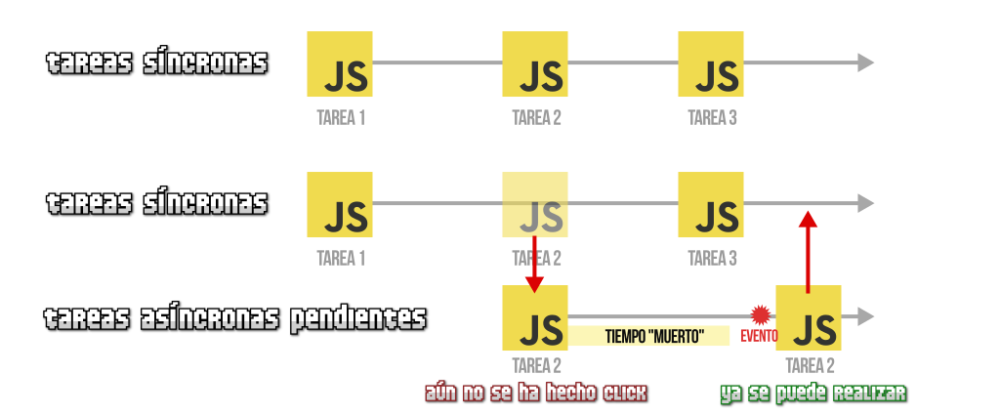 tareas síncronas
JS JS JS
TAREA 1 TAREA 2 TAREA 3
tareas síncronas
JS JS JS
TAREA 1 TAREA 2 TAREA 3
tareas asíncronas pendientes
JS JS
TIEMPO "MUERTO" EVENTO
TAREA 2 TAREA 2
aún no se ha hecho click ya se puede realizar